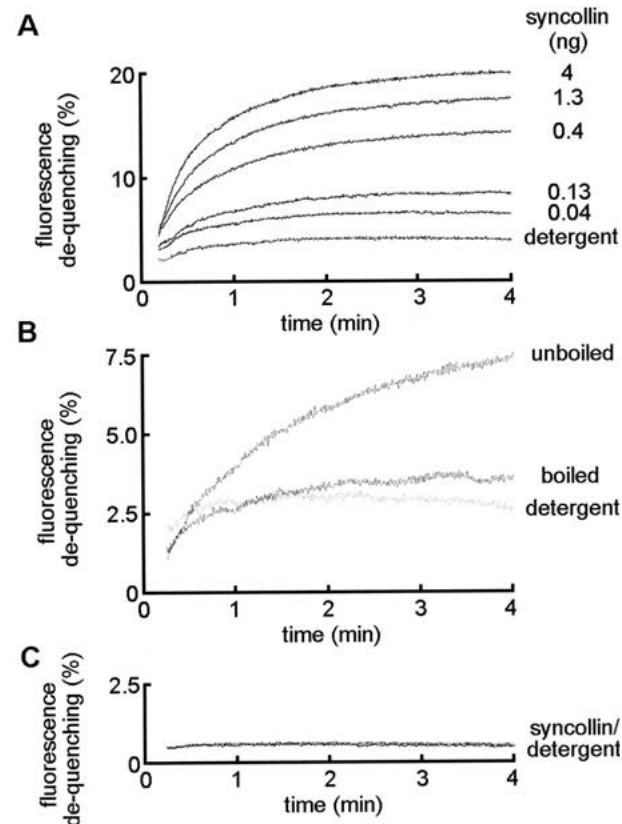 A
syncollin
(ng)
fluorescence
de-quenching (%)
20
10
0
4
1.3
0.4
0.13
0.04
detergent
0 1 2 3 4
time (min)
B
fluorescence
de-quenching (%)
7.5
5.0
2.5
0
unboiled
boiled
detergent
0 1 2 3 4
time (min)
C
fluorescence
de-quenching (%)
2.5
0
syncollin/
detergent
0 1 2 3 4
time (min)